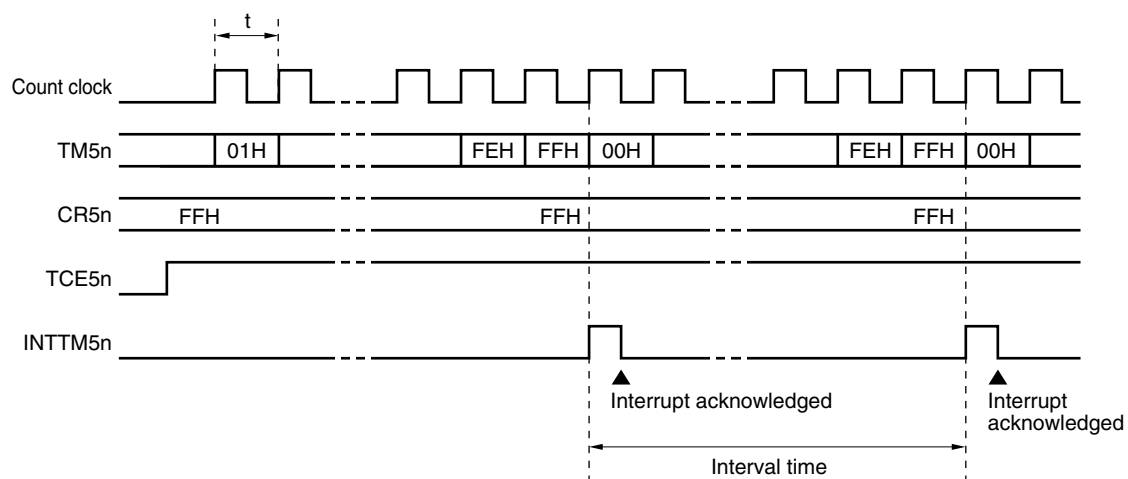 t
Count clock
TM5n 01H FEH FFH 00H FEH FFH 00H
CR5n FFH FFH FFH
TCE5n
INTTM5n
Interrupt acknowledged Interrupt
acknowledged
Interval time